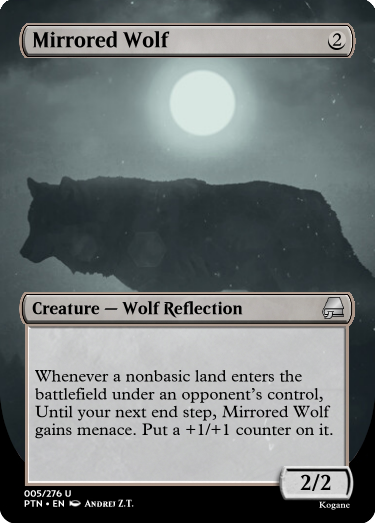 Mirrored Wolf 2
Creature — Wolf Reflection
Whenever a nonbasic land enters the
battlefield under an opponent's control,
Until your next end step, Mirrored Wolf
gains menace. Put a +1/+1 counter on it.
2/2
005/276 U
PTN • EN Andrej Z.T.
Kogane